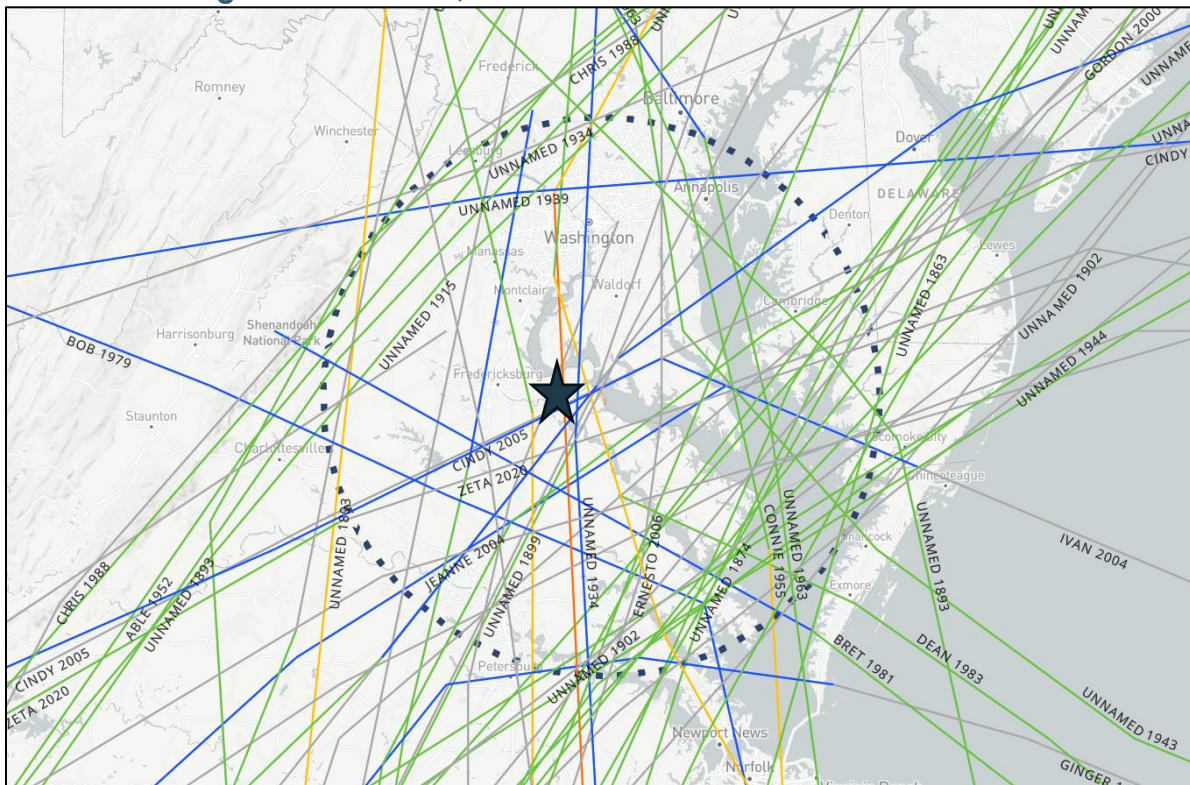 CHRIS 1988
GORDON 2000
UNNAMED
Frederick
Romney
Baltimore
Winchester
Leesburg
UNNAMED 1934
Dover
CINDY
Annapolis
DELAWARE
UNNAMED 1939
Denton
Washington
Lewes
Manassas
UNNAMED 1863
UNNAMED 1902
Montclair
Waldorf
Cambridge
UNNAMED 1915
Shenandoah
National Park
Harrisonburg
BOB 1979
UNNAMED 1944
Fredericksburg
Staunton
Charlottesville
CINDY 2005
Pocomoke City
Chincoteague
ZETA 2020
UNNAMED 1893
UNNAMED 1934
CONNIE 1955
UNNAMED 1963
ERNESTO 2006
UNNAMED 1874
IVAN 2004
JEANNE 2004
UNNAMED 1899
UNNAMED 1893
Exmore
CHRIS 1988
ABLE 1952
UNNAMED 1893
BRET 1981
DEAN 1983
UNNAMED 1943
Petersburg
UNNAMED 1902
CINDY 2005
ZETA 2020
Newport News
Norfolk
GINGER 1